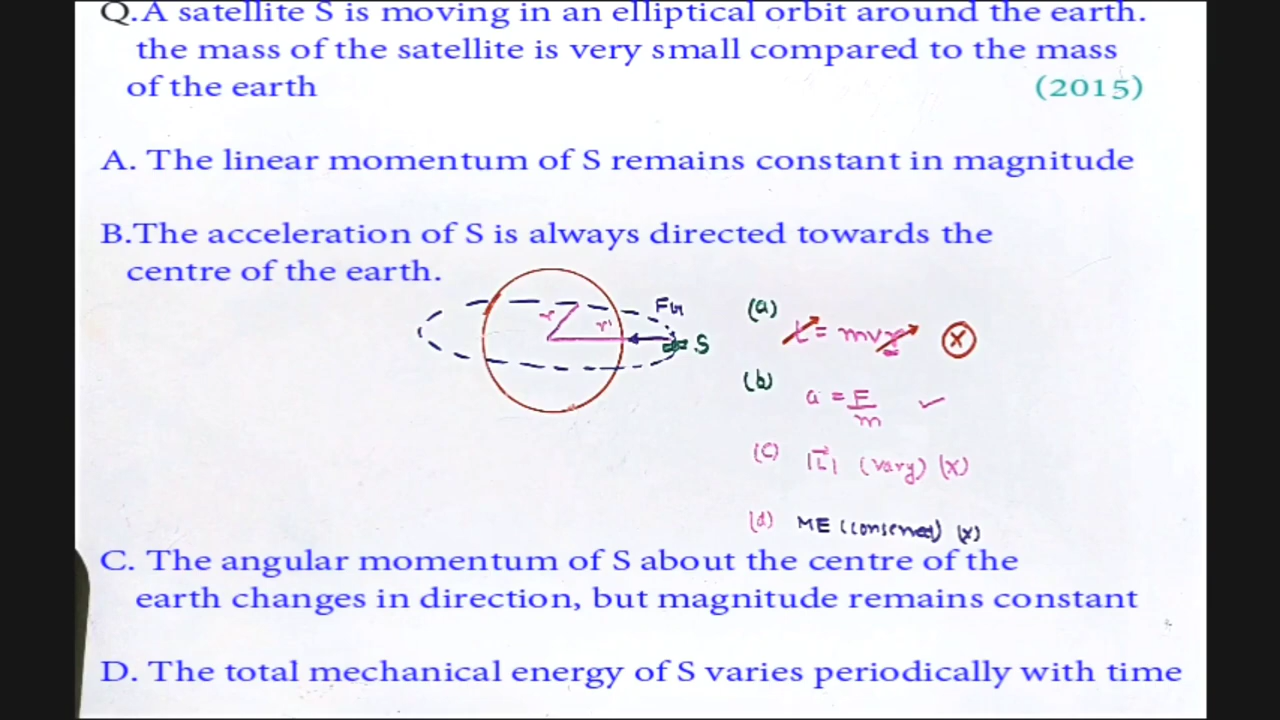 Q.A satellite S is moving in an elliptical orbit around the earth.
the mass of the satellite is very small compared to the mass
of the earth (2015)
A. The linear momentum of S remains constant in magnitude
B.The acceleration of S is always directed towards the
centre of the earth.
r r' S
(a)
L = mvr (x)
(b)
a = F/m ✓
(c) |L⃗| (vary) (x)
(d) ME (conserved) (x)
C. The angular momentum of S about the centre of the
earth changes in direction, but magnitude remains constant
D. The total mechanical energy of S varies periodically with time